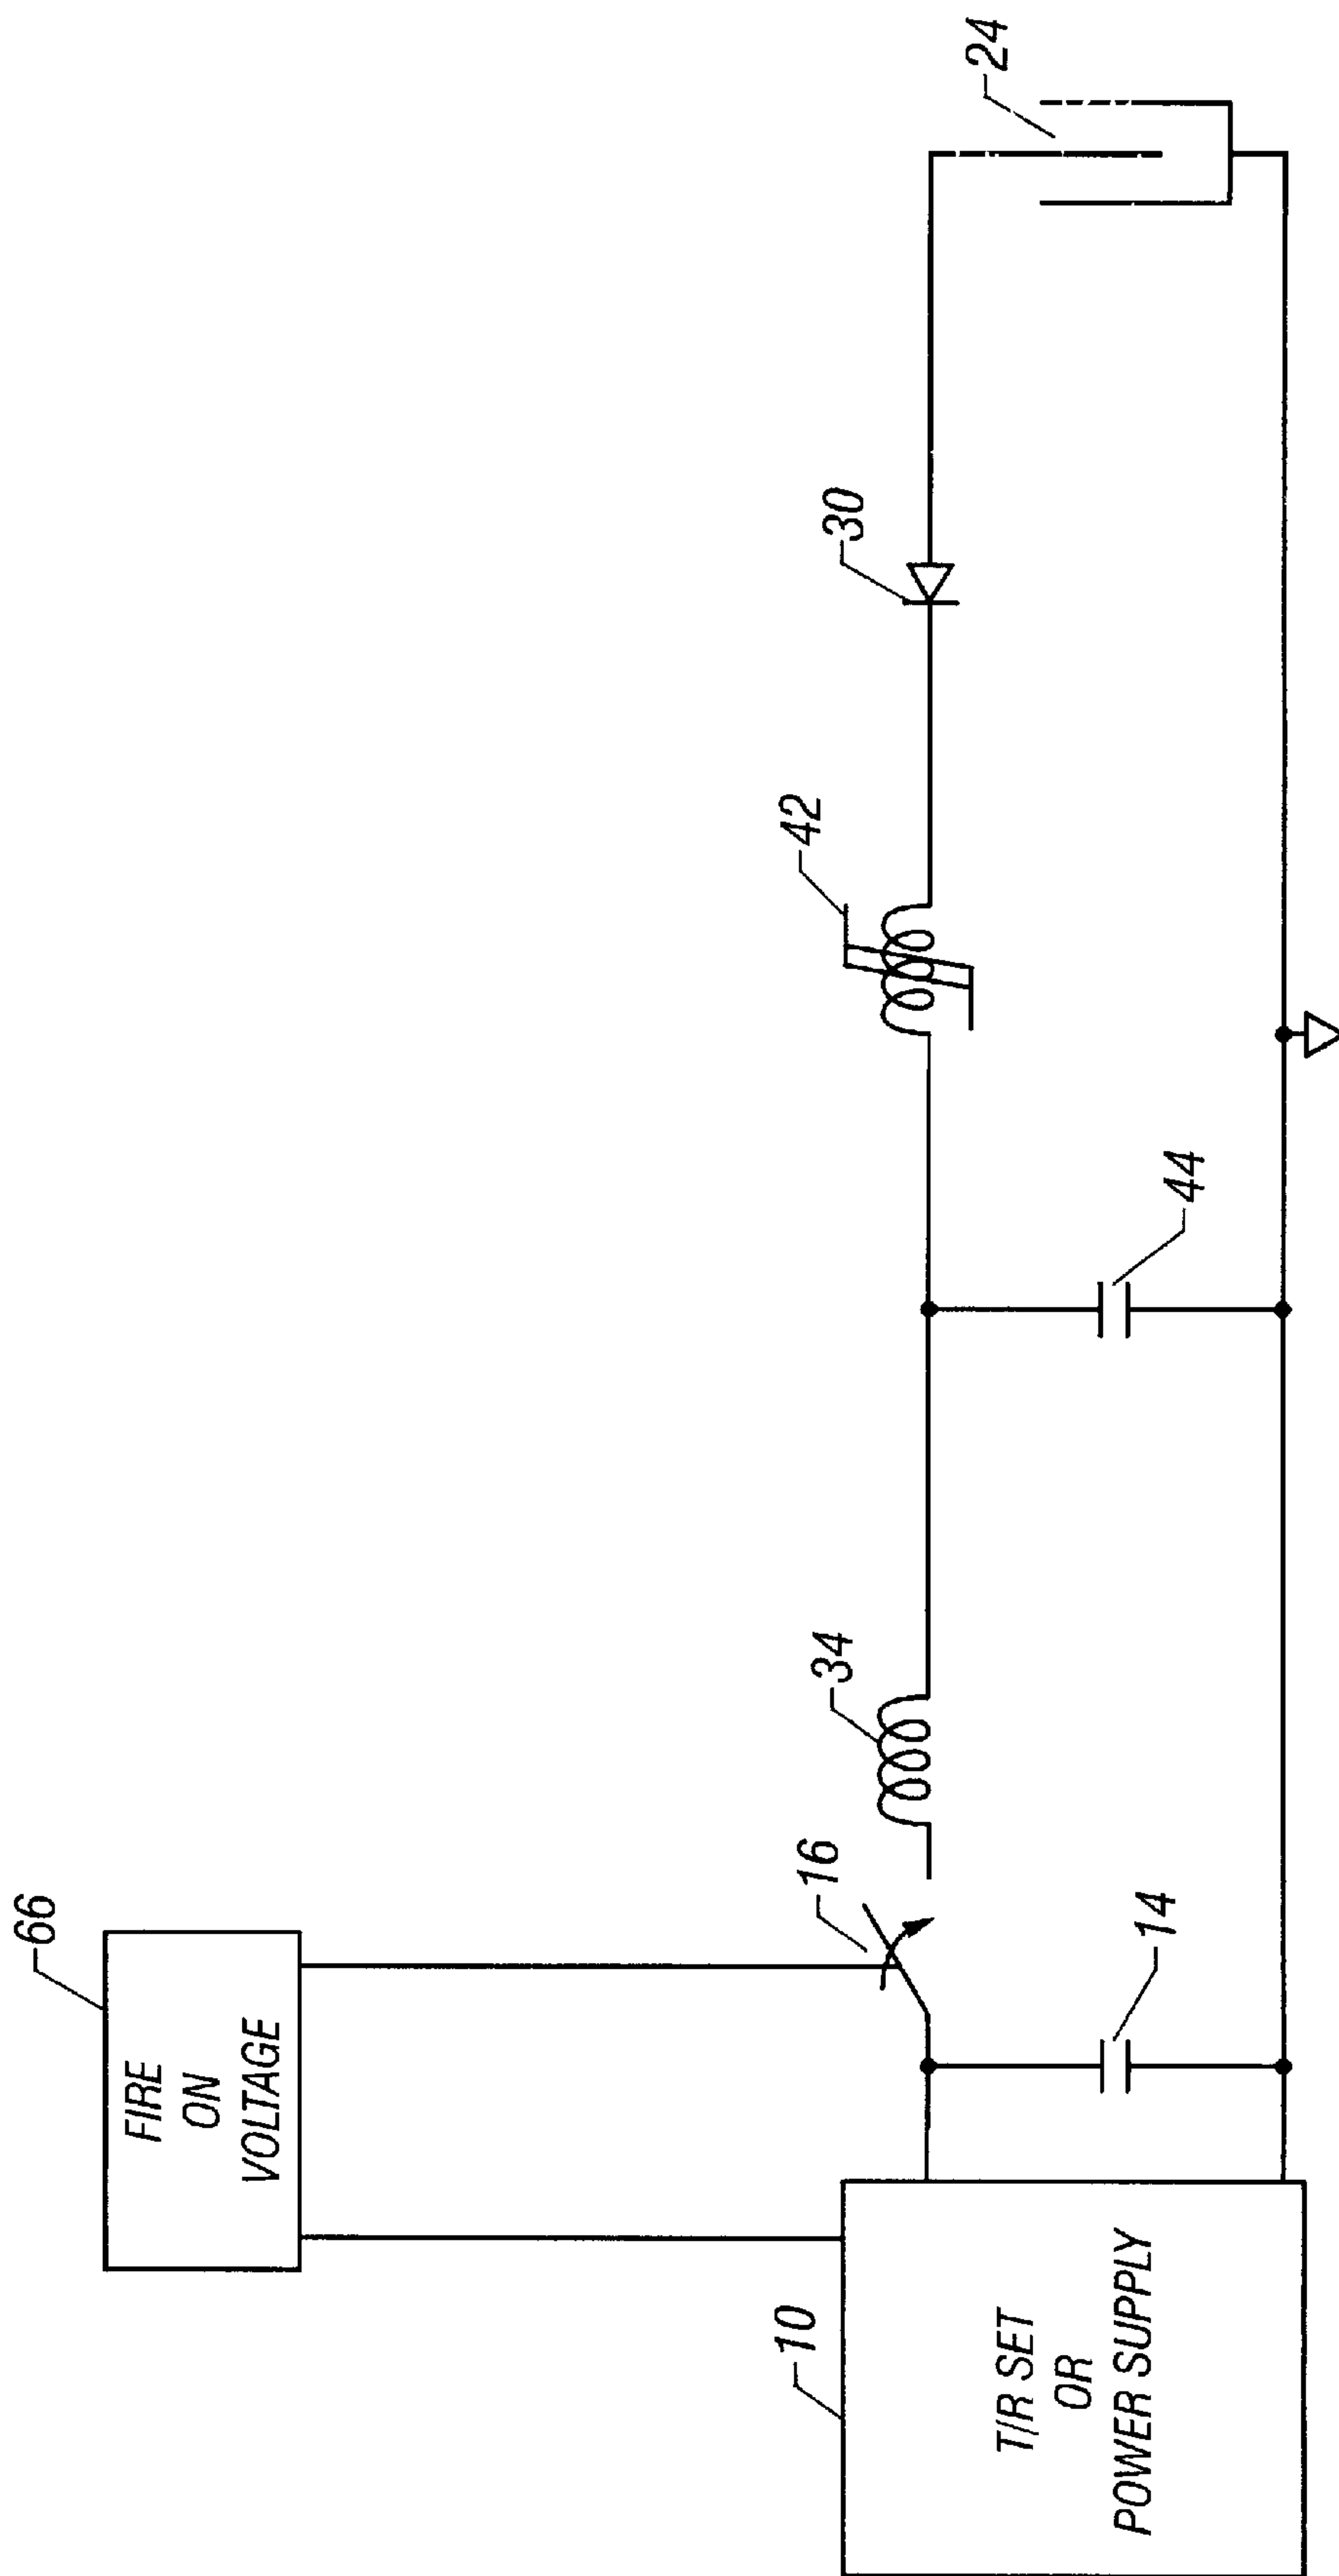 66
FIRE
ON
VOLTAGE
10
T/R SET
OR
POWER SUPPLY
16
14
34
44
42
30
24